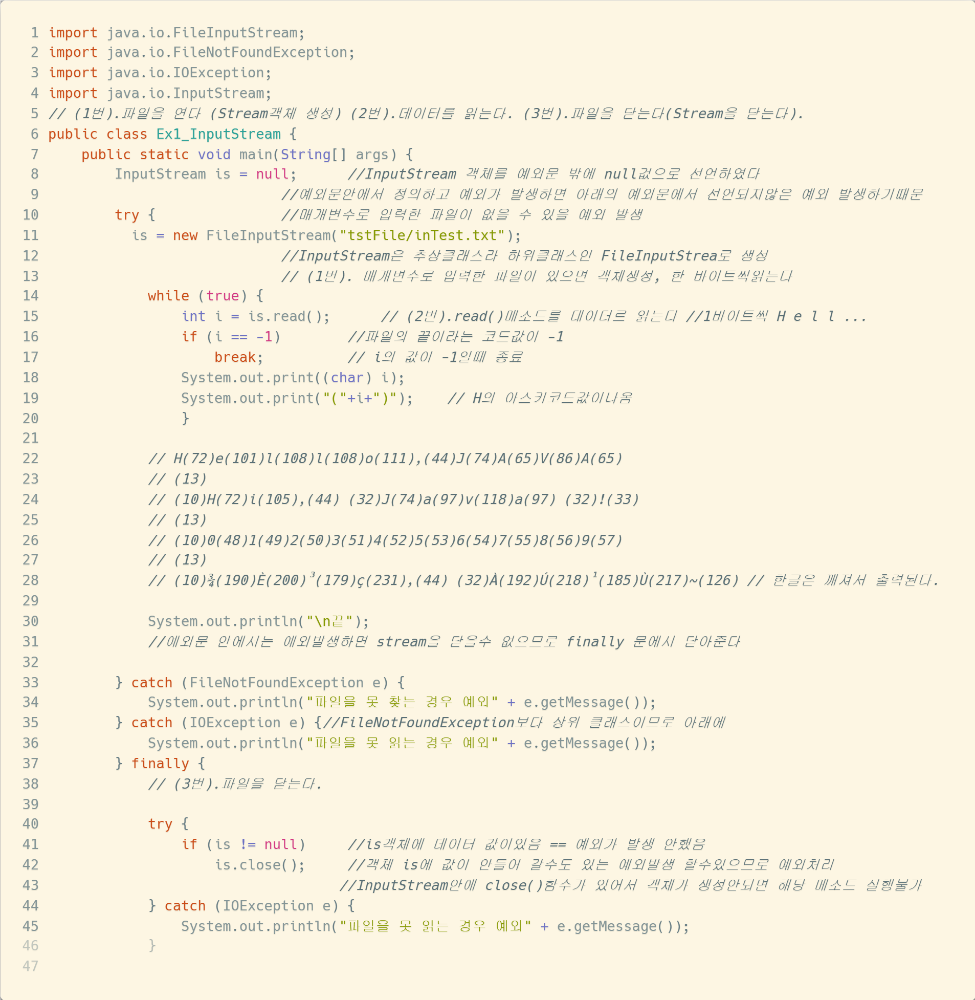 1 import java.io.FileInputStream;
2 import java.io.FileNotFoundException;
3 import java.io.IOException;
4 import java.io.InputStream;
5 // (1번).파일을 연다 (Stream객체 생성) (2번).데이터를 읽는다. (3번).파일을 닫는다(Stream을 닫는다).
6 public class Ex1_InputStream {
7     public static void main(String[] args) {
8         InputStream is = null;      //InputStream 객체를 예외문 밖에 null겂으로 선언하였다
9                             //예외문안에서 정의하고 예외가 발생하면 아래의 예외문에서 선언되지않은 예외 발생하기때문
10         try {               //매개변수로 입력한 파일이 없을 수 있을 예외 발생
11           is = new FileInputStream("tstFile/inTest.txt");
12                             //InputStream은 추상클래스라 하위클래스인 FileInputStrea로 생성
13                             // (1번). 매개변수로 입력한 파일이 있으면 객체생성, 한 바이트씩읽는다
14             while (true) {
15                 int i = is.read();      // (2번).read()메소드를 데이터르 읽는다 //1바이트씩 H e l l ...
16                 if (i == -1)        //파일의 끝이라는 코드값이 -1
17                     break;          // i의 값이 -1일때 종료
18                 System.out.print((char) i);
19                 System.out.print("("+i+")");    // H의 아스키코드값이나옴
20                 }
21
22             // H(72)e(101)l(108)l(108)o(111),(44)J(74)A(65)V(86)A(65)
23             // (13)
24             // (10)H(72)i(105),(44) (32)J(74)a(97)v(118)a(97) (32)!(33)
25             // (13)
26             // (10)0(48)1(49)2(50)3(51)4(52)5(53)6(54)7(55)8(56)9(57)
27             // (13)
28             // (10)¾(190)È(200)³(179)ç(231),(44) (32)À(192)Ú(218)¹(185)Ù(217)~(126) // 한글은 깨져서 출력된다.
29
30             System.out.println("\n끝");
31             //예외문 안에서는 예외발생하면 stream을 닫을수 없으므로 finally 문에서 닫아준다
32
33         } catch (FileNotFoundException e) {
34             System.out.println("파일을 못 찾는 경우 예외" + e.getMessage());
35         } catch (IOException e) {//FileNotFoundException보다 상위 클래스이므로 아래에
36             System.out.println("파일을 못 읽는 경우 예외" + e.getMessage());
37         } finally {
38             // (3번).파일을 닫는다.
39
40             try {
41                 if (is != null)     //is객체에 데이터 값이있음 == 예외가 발생 안했음
42                     is.close();     //객체 is에 값이 안들어 갈수도 있는 예외발생 할수있으므로 예외처리
43                                    //InputStream안에 close()함수가 있어서 객체가 생성안되면 해당 메소드 실행불가
44             } catch (IOException e) {
45                 System.out.println("파일을 못 읽는 경우 예외" + e.getMessage());
46             }
47